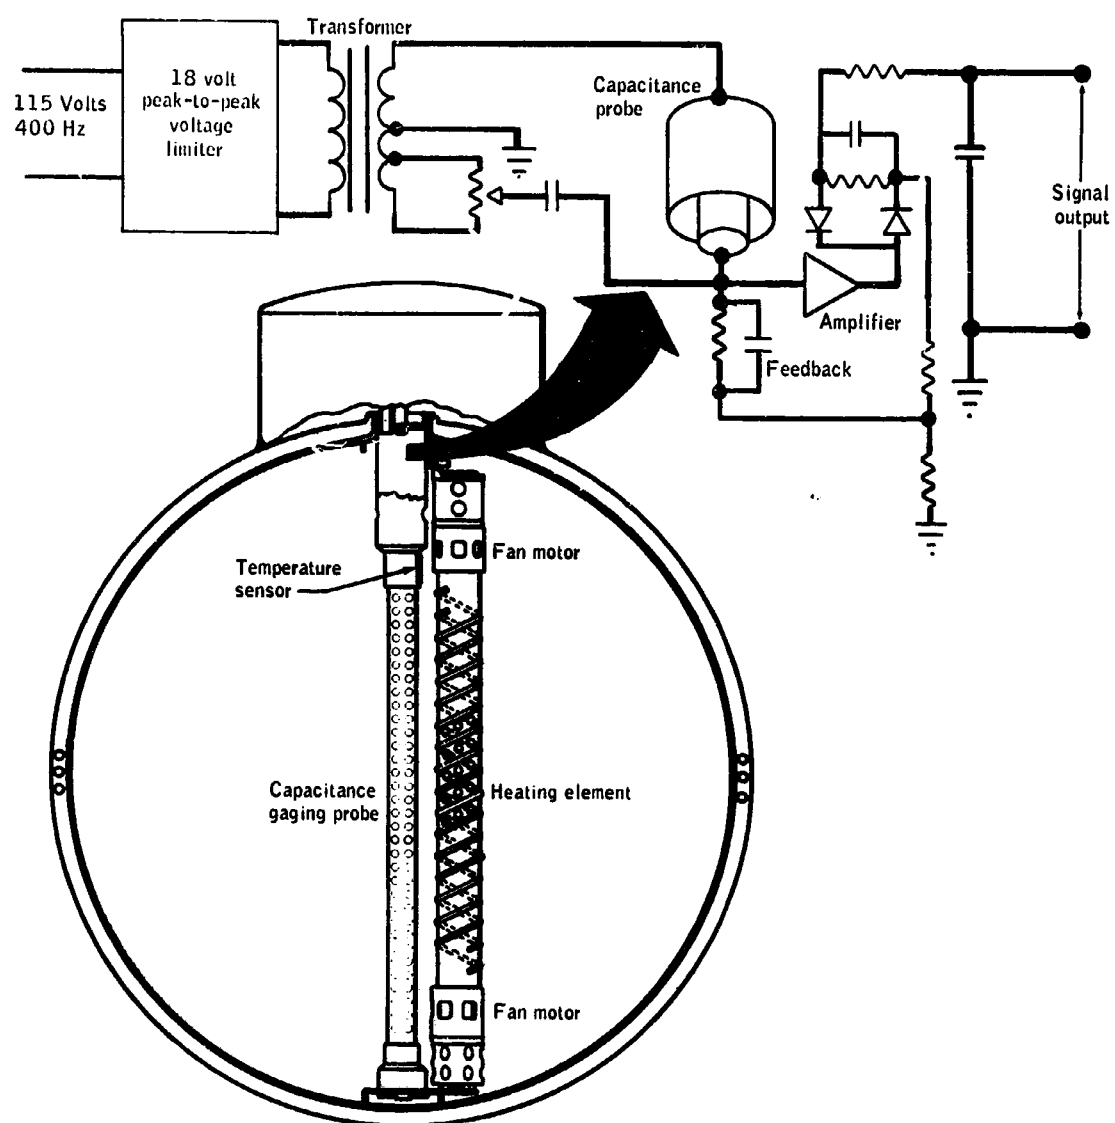 Transformer
18 volt
peak-to-peak
voltage
limiter
115 Volts
400 Hz
Capacitance
probe
Signal
output
Amplifier
Feedback
Fan motor
Temperature
sensor
Capacitance
gaging probe
Heating element
Fan motor